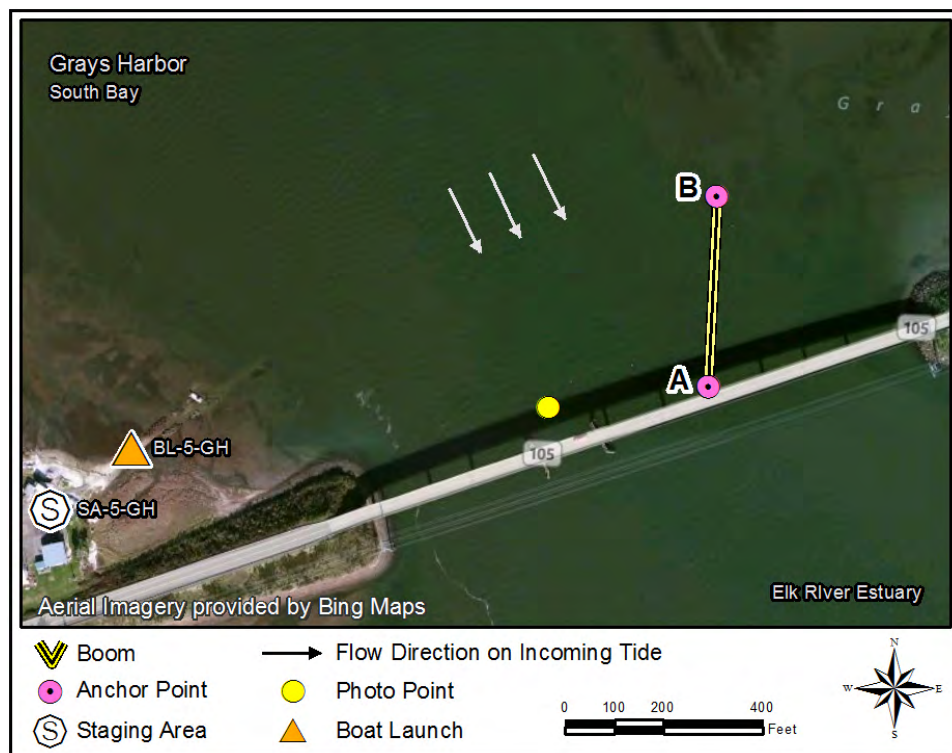 Grays Harbor
South Bay
G r a
B
105
A
BL-5-GH
105
S
SA-5-GH
Elk RIver Estuary
Aerial Imagery provided by Bing Maps
Boom
Flow Direction on Incoming Tide
Anchor Point
Photo Point
S Staging Area
Boat Launch
N
W E
S
0 100 200 400
Feet